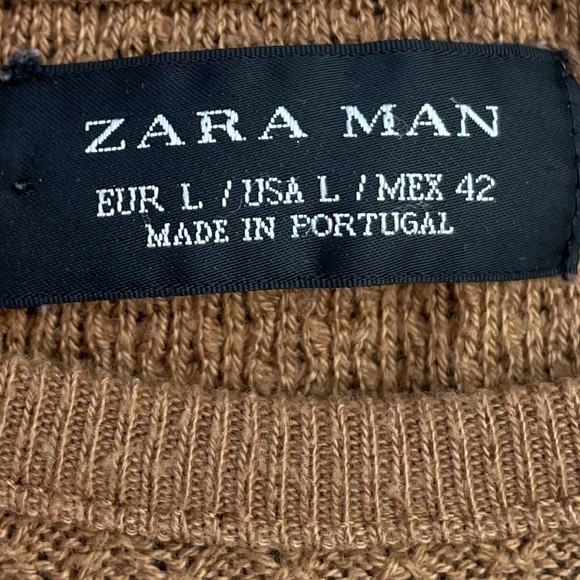 ZARA MAN
EUR L / USA L / MEX 42
MADE IN PORTUGAL